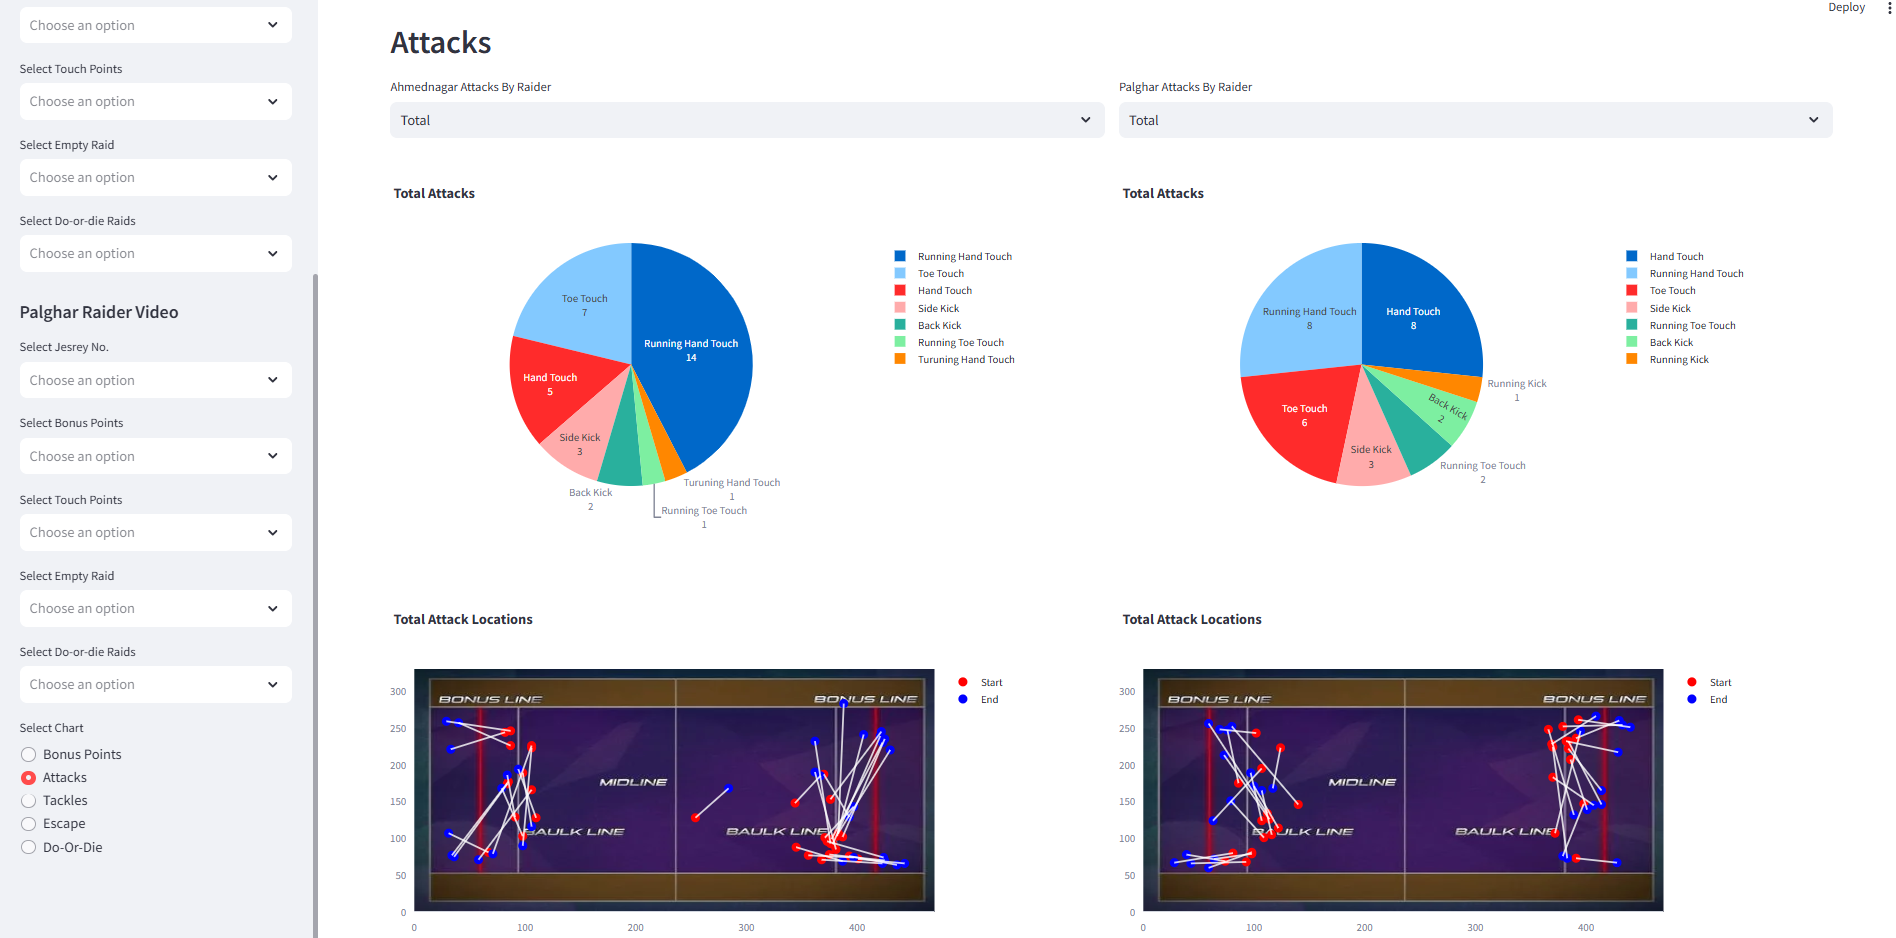 Choose an option
Select Touch Points
Choose an option
Select Empty Raid
Choose an option
Select Do-or-die Raids
Choose an option
Palghar Raider Video
Select Jesrey No.
Choose an option
Select Bonus Points
Choose an option
Select Touch Points
Choose an option
Select Empty Raid
Choose an option
Select Do-or-die Raids
Choose an option
Select Chart
Bonus Points
Attacks
Tackles
Escape
Do-Or-Die
Deploy
Attacks
Ahmednagar Attacks By Raider
Total
Palghar Attacks By Raider
Total
Total Attacks
Toe Touch
7
Running Hand Touch
14
Hand Touch
5
Side Kick
3
Back Kick
2
Turuning Hand Touch
1
Running Toe Touch
1
Running Hand Touch
Toe Touch
Hand Touch
Side Kick
Back Kick
Running Toe Touch
Turuning Hand Touch
Total Attacks
Running Hand Touch
8
Hand Touch
8
Running Kick
1
Back Kick
2
Toe Touch
6
Side Kick
3
Running Toe Touch
2
Hand Touch
Running Hand Touch
Toe Touch
Side Kick
Running Toe Touch
Back Kick
Running Kick
Total Attack Locations
300
250
200
150
100
50
0
0
100
200
300
400
BONUS LINE
BONUS LINE
MIDLINE
BAULK LINE
BAULK LINE
Start
End
Total Attack Locations
300
250
200
150
100
50
0
0
100
200
300
400
BONUS LINE
BONUS LINE
MIDLINE
BAULK LINE
BAULK LINE
Start
End